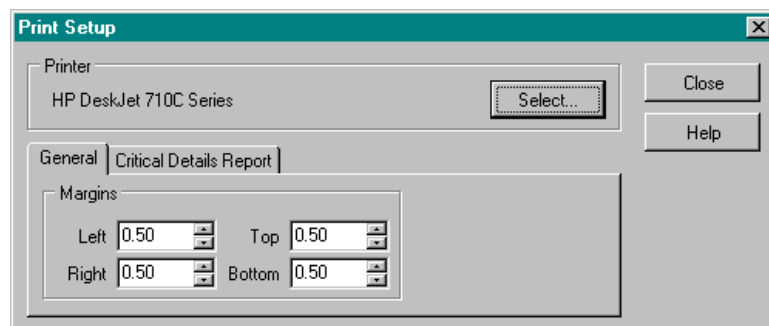 Print Setup
Printer
HP DeskJet 710C Series
Select...
Close
Help
General
Critical Details Report
Margins
Left 0.50 Top 0.50
Right 0.50 Bottom 0.50